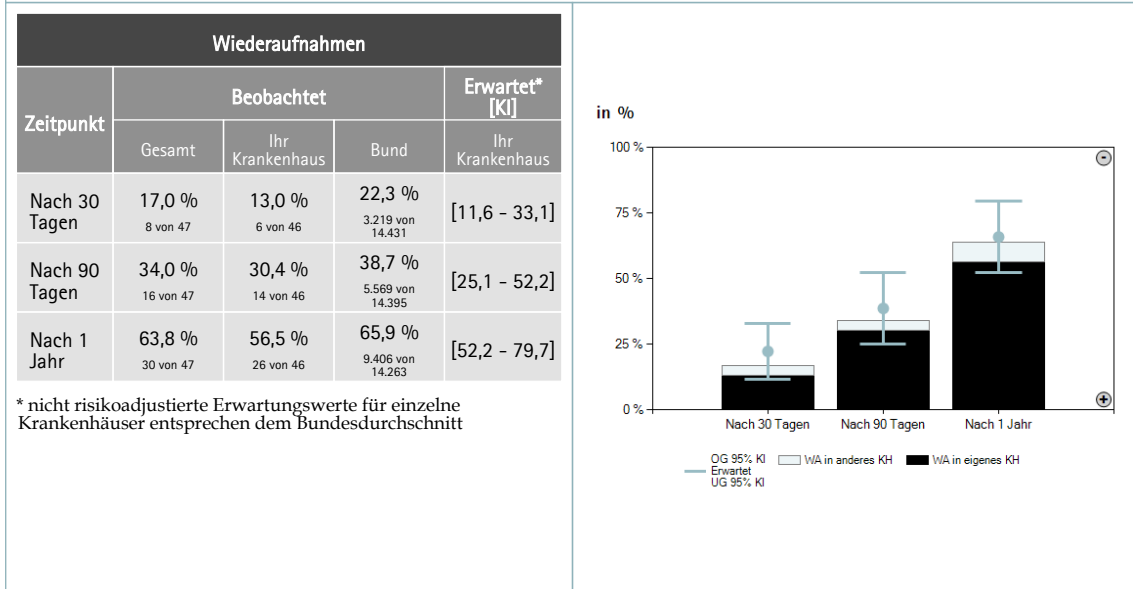 Wiederaufnahmen
Zeitpunkt
Beobachtet
Erwartet*
[KI]
Gesamt
Ihr
Krankenhaus
Bund
Ihr
Krankenhaus
Nach 30
Tagen
17,0 %
8 von 47
13,0 %
6 von 46
22,3 %
3.219 von
14.431
[11,6 - 33,1]
Nach 90
Tagen
34,0 %
16 von 47
30,4 %
14 von 46
38,7 %
5.569 von
14.395
[25,1 - 52,2]
Nach 1
Jahr
63,8 %
30 von 47
56,5 %
26 von 46
65,9 %
9.406 von
14.263
[52,2 - 79,7]
* nicht risikoadjustierte Erwartungswerte für einzelne
Krankenhäuser entsprechen dem Bundesdurchschnitt
in %
100 %
75 %
50 %
25 %
0 %
-
+
Nach 30 Tagen
Nach 90 Tagen
Nach 1 Jahr
OG 95% KI
Erwartet
UG 95% KI
WA in anderes KH
WA in eigenes KH